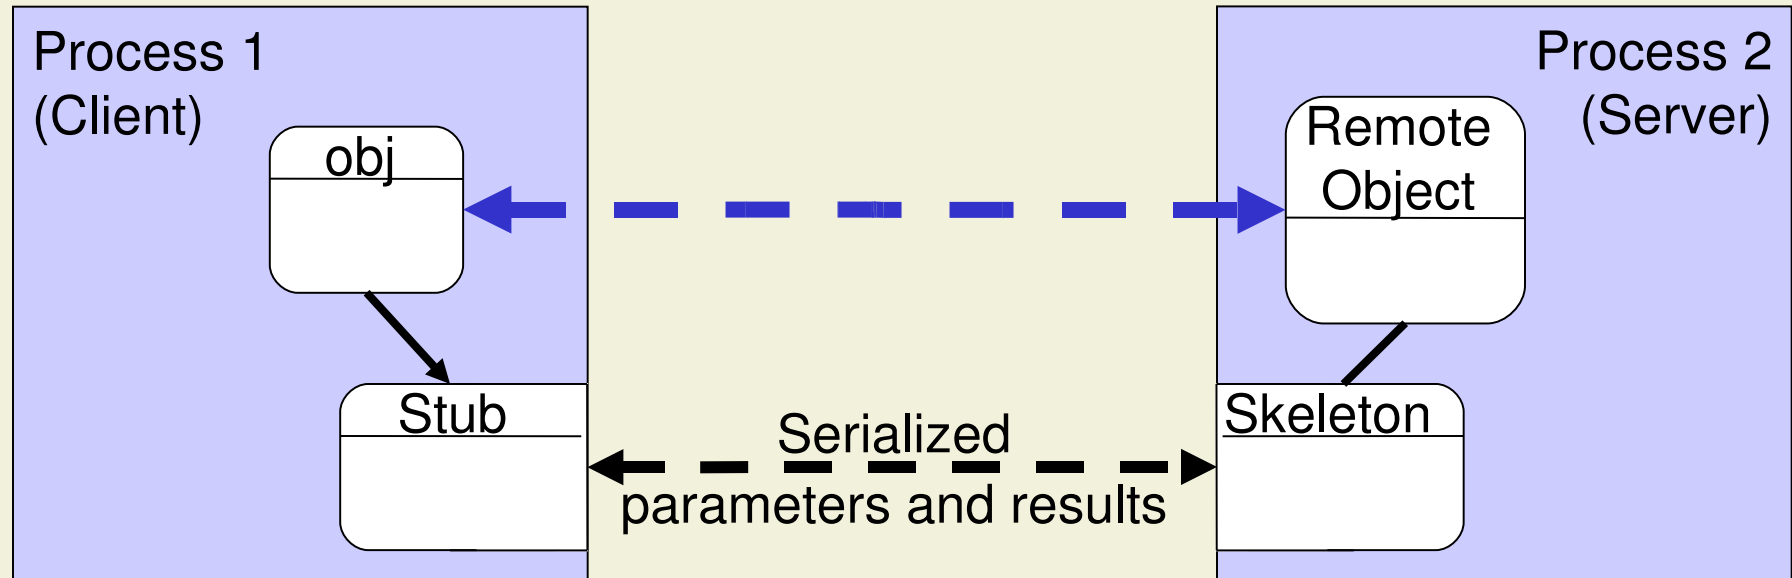 Process 1
(Client)
obj
Stub
Serialized
parameters and results
Process 2
(Server)
Remote
Object
Skeleton